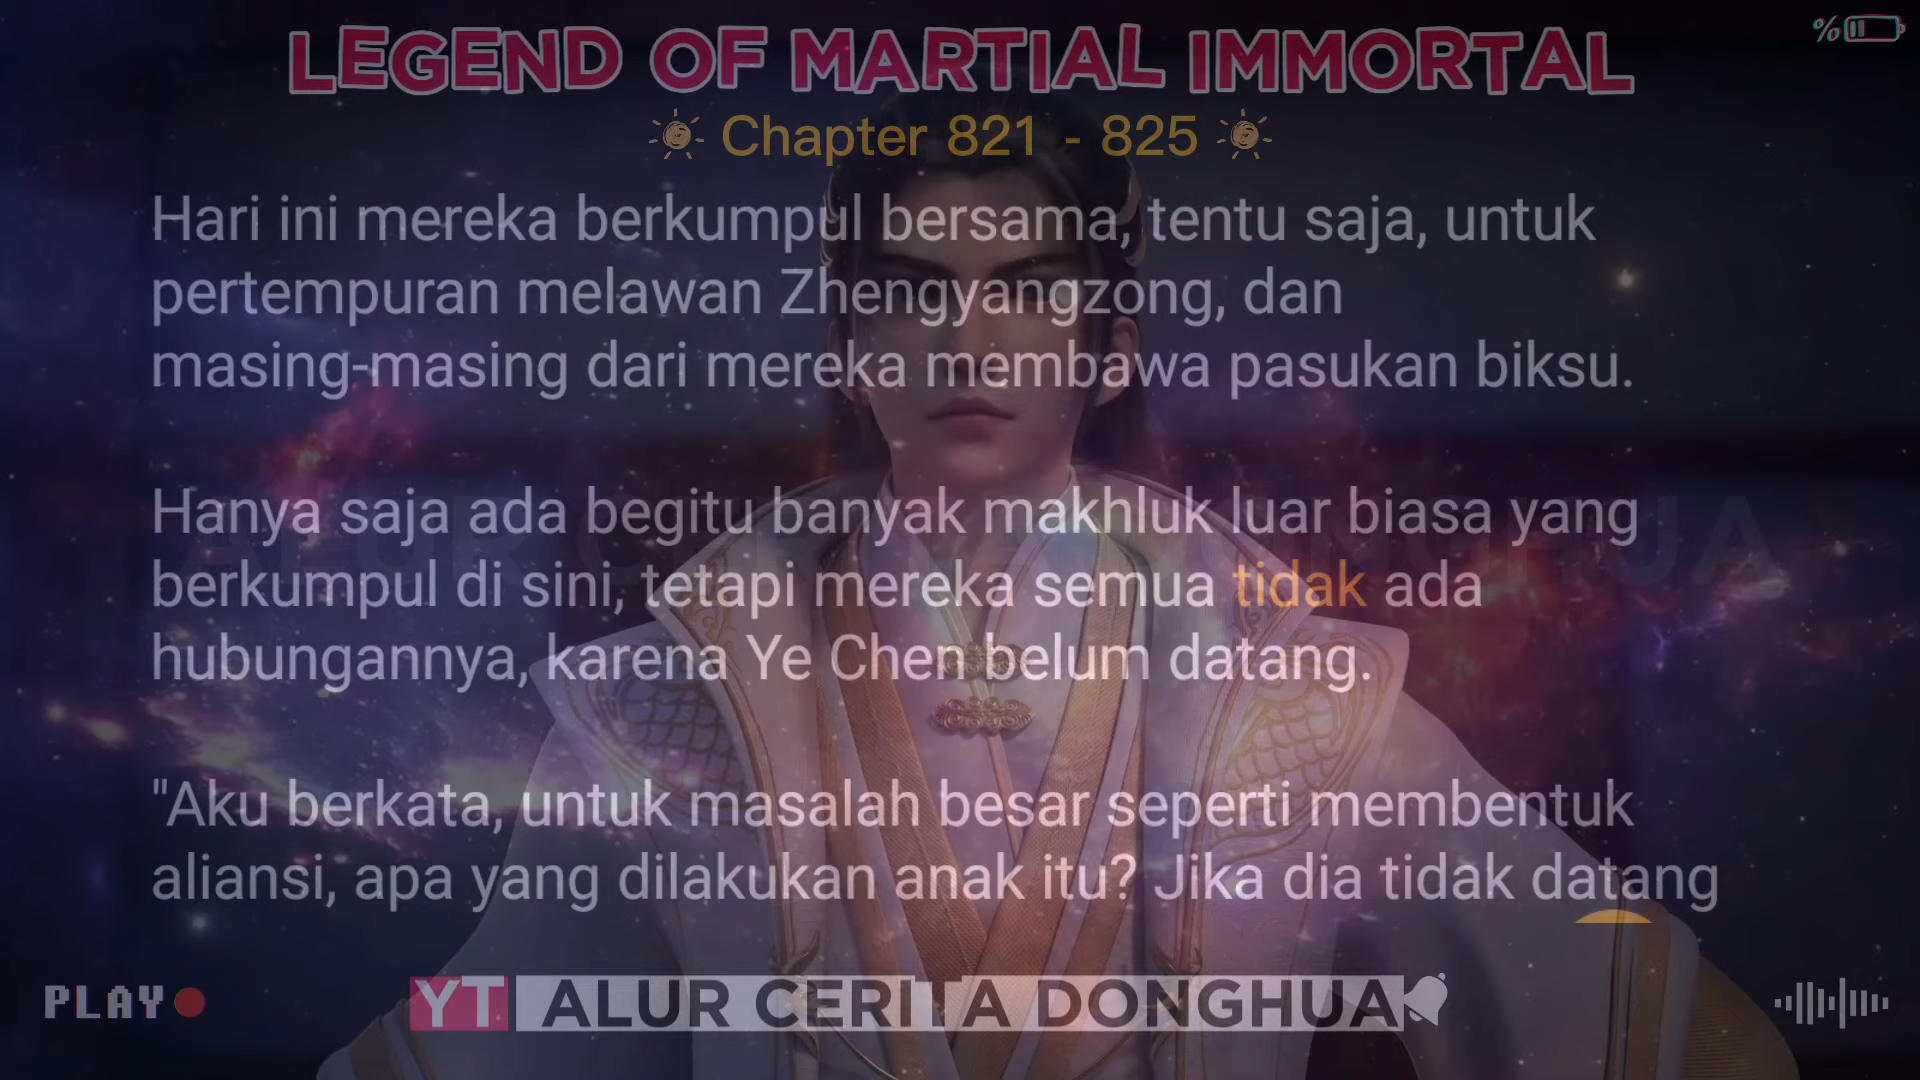 LEGEND OF MARTIAL IMMORTAL
%
Chapter 821 - 825
Hari ini mereka berkumpul bersama, tentu saja, untuk
pertempuran melawan Zhengyangzong, dan
masing-masing dari mereka membawa pasukan biksu.
Hanya saja ada begitu banyak makhluk luar biasa yang
berkumpul di sini, tetapi mereka semua tidak ada
hubungannya, karena Ye Chen belum datang.
"Aku berkata, untuk masalah besar seperti membentuk
aliansi, apa yang dilakukan anak itu? Jika dia tidak datang
PLAY
YT ALUR CERITA DONGHUA
ALUR CERITA DONGHUA